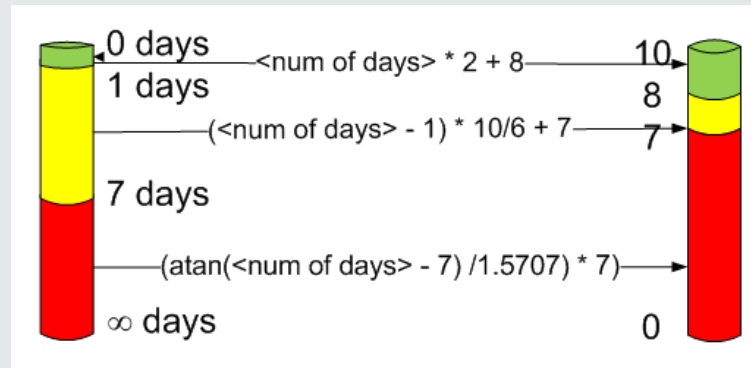 0 days
<num of days> * 2 + 8
10
1 days
8
(<num of days> - 1) * 10/6 + 7
7
7 days
(atan(<num of days> - 7) /1.5707) * 7)
∞ days
0